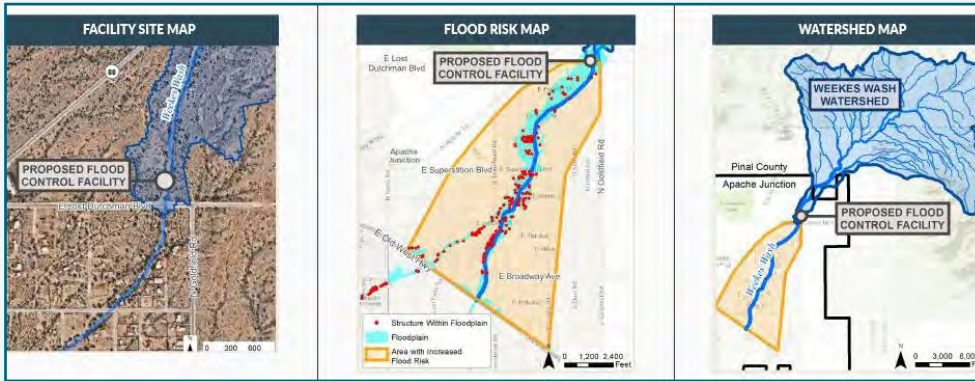 FACILITY SITE MAP
88
Weekes Wash
PROPOSED FLOOD
CONTROL FACILITY
E Lost Dutchman Blvd
N Goldfield Rd
N
0 300 600
FLOOD RISK MAP
E Lost
Dutchman Blvd
PROPOSED FLOOD
CONTROL FACILITY
Apache
Junction
E Superstition Blvd
N Goldfield Rd
E Old West Hwy
E Broadway Ave
Structure Within Floodplain
Floodplain
Area with increased
Flood Risk
0 1,200 2,400
Feet
WATERSHED MAP
WEEKES WASH
WATERSHED
Pinal County
Apache Junction
PROPOSED FLOOD
CONTROL FACILITY
Weekes Wash
N
0 3,000